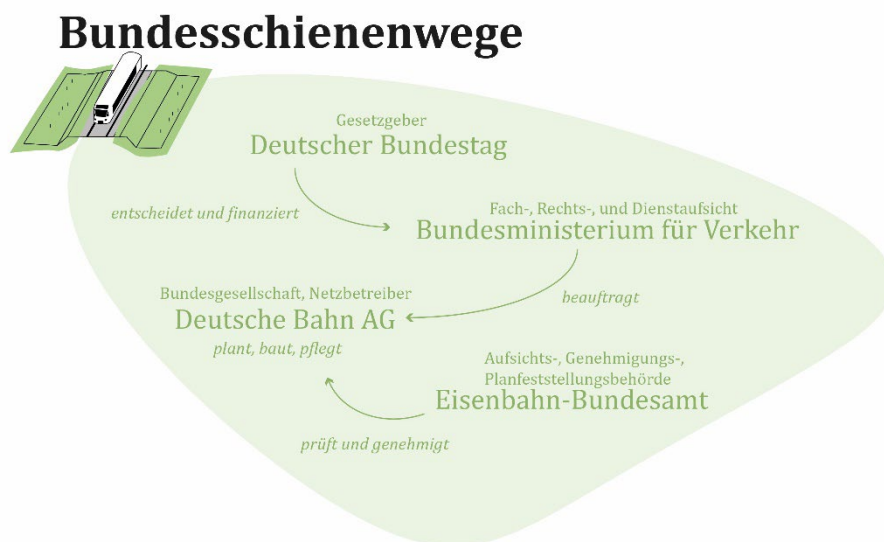 Bundesschienenwege
Gesetzgeber
Deutscher Bundestag
entscheidet und finanziert
Fach-, Rechts-, und Dienstaufsicht
Bundesministerium für Verkehr
beauftragt
Bundesgesellschaft, Netzbetreiber
Deutsche Bahn AG
plant, baut, pflegt
Aufsichts-, Genehmigungs-,
Planfeststellungsbehörde
Eisenbahn-Bundesamt
prüft und genehmigt